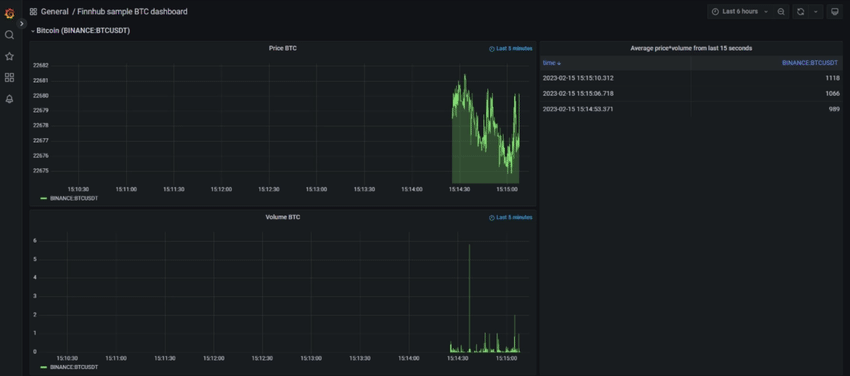 General / Finnhub sample BTC dashboard
Last 6 hours
Bitcoin (BINANCE:BTCUSDT)
Price BTC
Last 5 minutes
22682
22681
22680
22679
22678
22677
22676
22675
15:10:30 15:11:00 15:11:30 15:12:00 15:12:30 15:13:00 15:13:30 15:14:00 15:14:30 15:15:00
BINANCE:BTCUSDT
Volume BTC
Last 5 minutes
6
5
4
3
2
1
0
15:10:30 15:11:00 15:11:30 15:12:00 15:12:30 15:13:00 15:13:30 15:14:00 15:14:30 15:15:00
BINANCE:BTCUSDT
Average price*volume from last 15 seconds
time BINANCE:BTCUSDT
2023-02-15 15:15:10.312 1118
2023-02-15 15:15:06.718 1066
2023-02-15 15:14:53.371 989